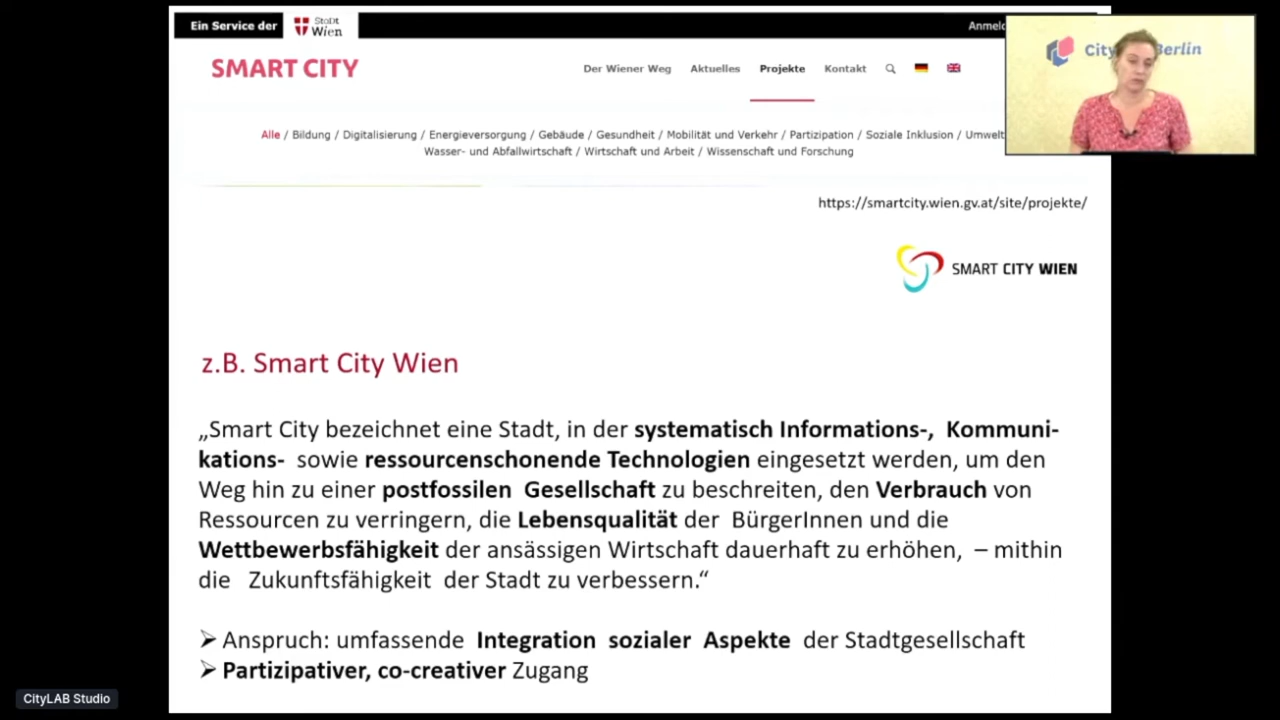 Ein Service der
StaDt
Wien
SMART CITY
Der Wiener Weg Aktuelles Projekte Kontakt
Alle / Bildung / Digitalisierung / Energieversorgung / Gebäude / Gesundheit / Mobilität und Verkehr / Partizipation / Soziale Inklusion / Umwelt
Wasser- und Abfallwirtschaft / Wirtschaft und Arbeit / Wissenschaft und Forschung
https://smartcity.wien.gv.at/site/projekte/
SMART CITY WIEN
z.B. Smart City Wien
„Smart City bezeichnet eine Stadt, in der systematisch Informations-, Kommuni-
kations- sowie ressourcenschonende Technologien eingesetzt werden, um den
Weg hin zu einer postfossilen Gesellschaft zu beschreiten, den Verbrauch von
Ressourcen zu verringern, die Lebensqualität der BürgerInnen und die
Wettbewerbsfähigkeit der ansässigen Wirtschaft dauerhaft zu erhöhen, – mithin
die Zukunftsfähigkeit der Stadt zu verbessern.“
➢ Anspruch: umfassende Integration sozialer Aspekte der Stadtgesellschaft
➢ Partizipativer, co-creativer Zugang
CityLAB Studio